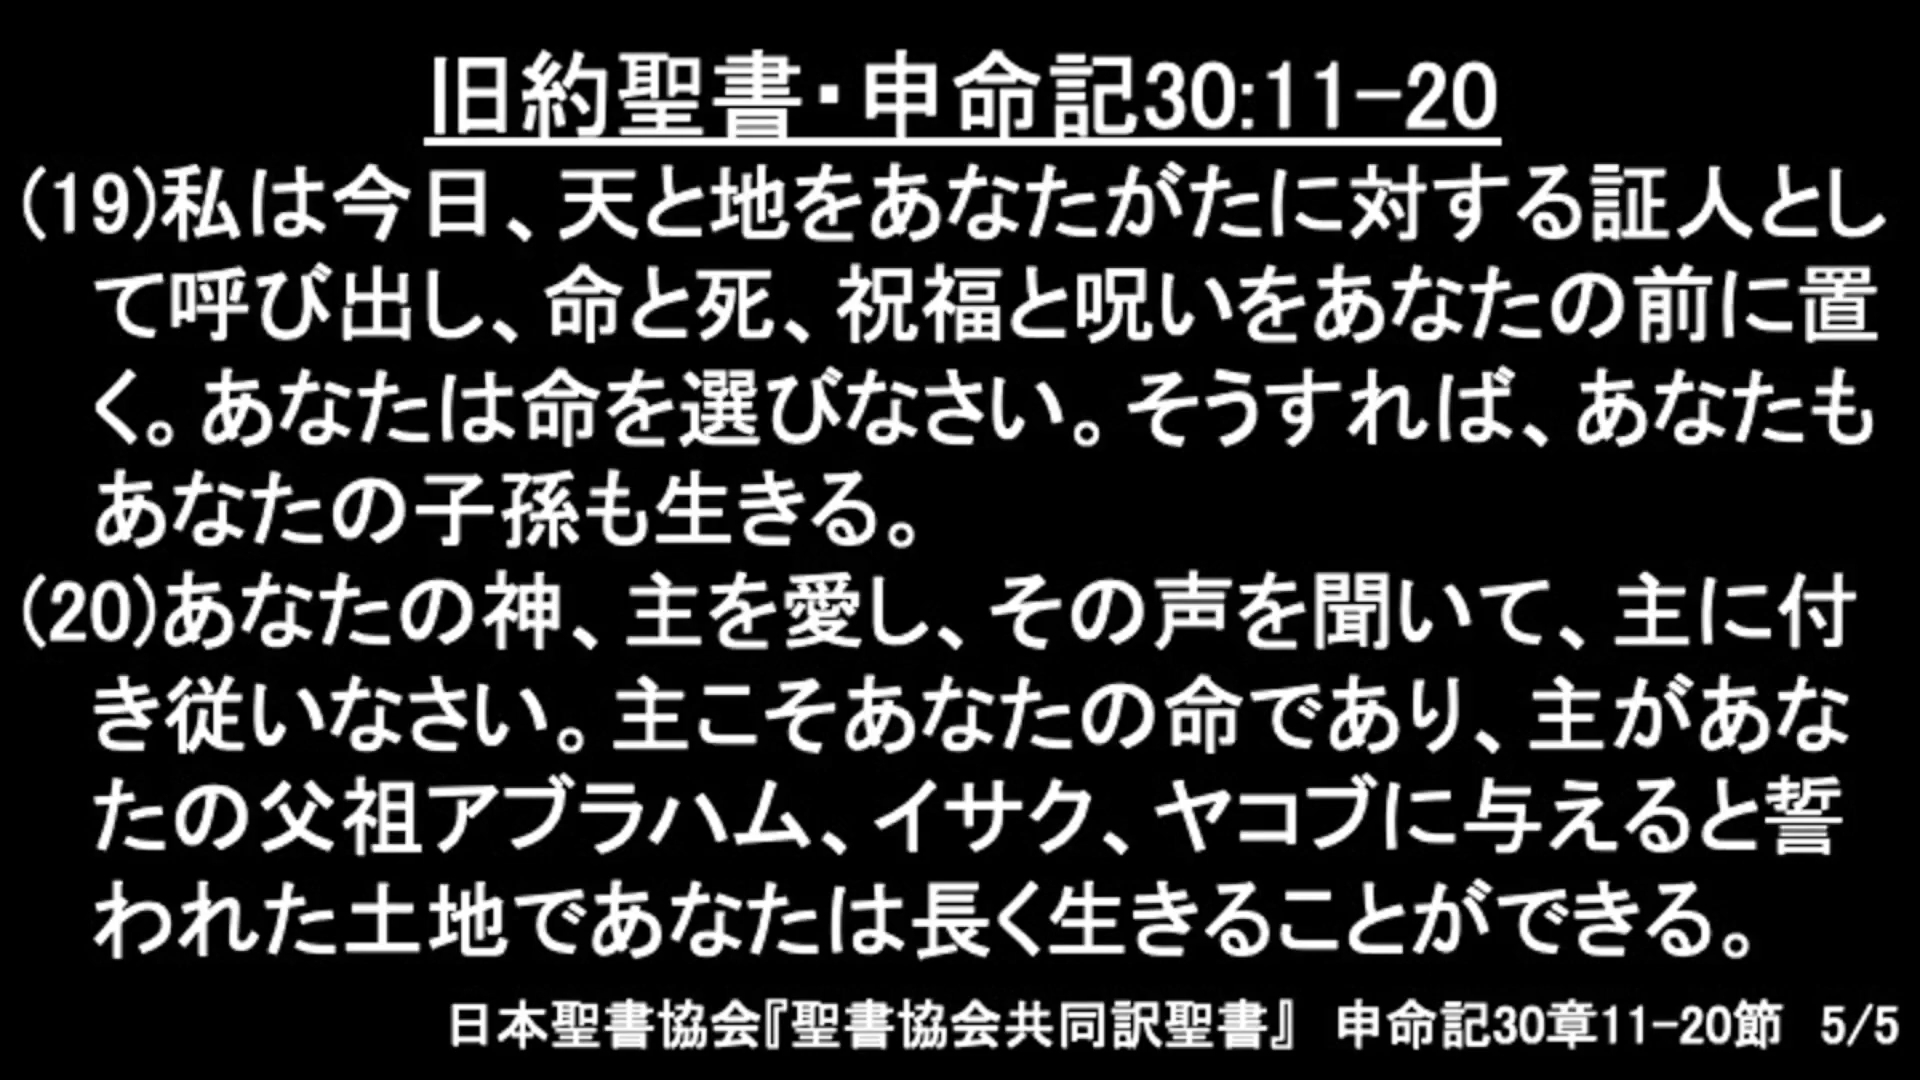 旧約聖書・申命記30:11-20
(19)私は今日、天と地をあなたがたに対する証人とし
て呼び出し、命と死、祝福と呪いをあなたの前に置
く。あなたは命を選びなさい。そうすれば、あなたも
あなたの子孫も生きる。
(20)あなたの神、主を愛し、その声を聞いて、主に付
き従いなさい。主こそあなたの命であり、主があな
たの父祖アブラハム、イサク、ヤコブに与えると誓
われた土地であなたは長く生きることができる。
日本聖書協会『聖書協会共同訳聖書』 申命記30章11-20節 5/5